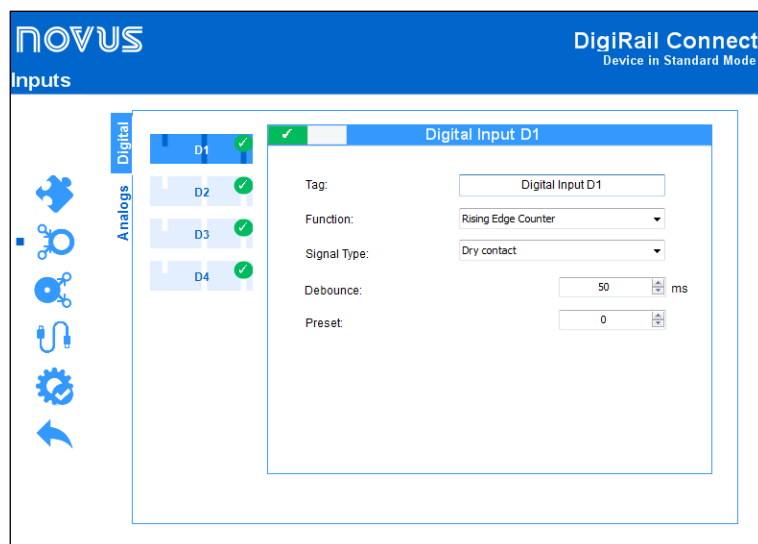 NOVUS
DigiRail Connect
Device in Standard Mode
Inputs
Digital
Analogs
D1
D2
D3
D4
Digital Input D1
Tag:
Digital Input D1
Function:
Rising Edge Counter
Signal Type:
Dry contact
Debounce:
50
ms
Preset:
0